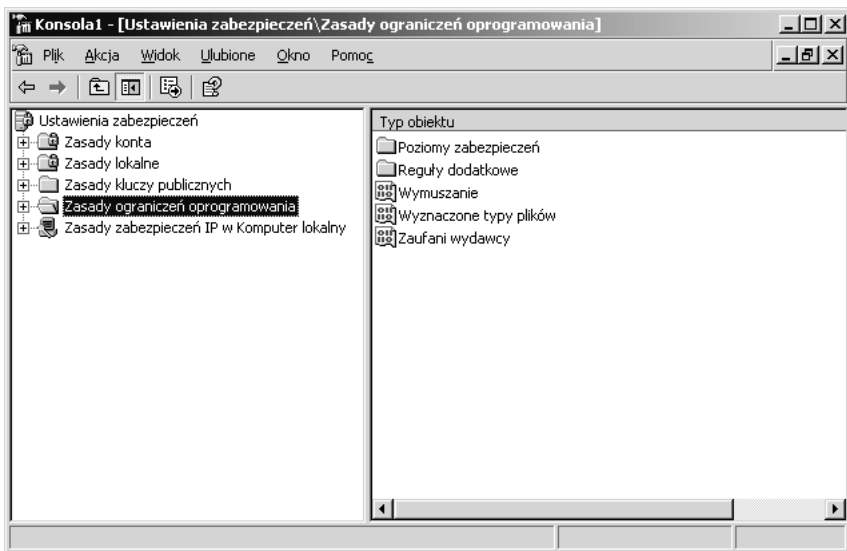 Konsola1 - [Ustawienia zabezpieczeń\Zasady ograniczeń oprogramowania]
Plik Akcja Widok Ulubione Okno Pomoc
Ustawienia zabezpieczeń
Zasady konta
Zasady lokalne
Zasady kluczy publicznych
Zasady ograniczeń oprogramowania
Zasady zabezpieczeń IP w Komputer lokalny
Typ obiektu
Poziomy zabezpieczeń
Reguły dodatkowe
Wymuszanie
Wyznaczone typy plików
Zaufani wydawcy